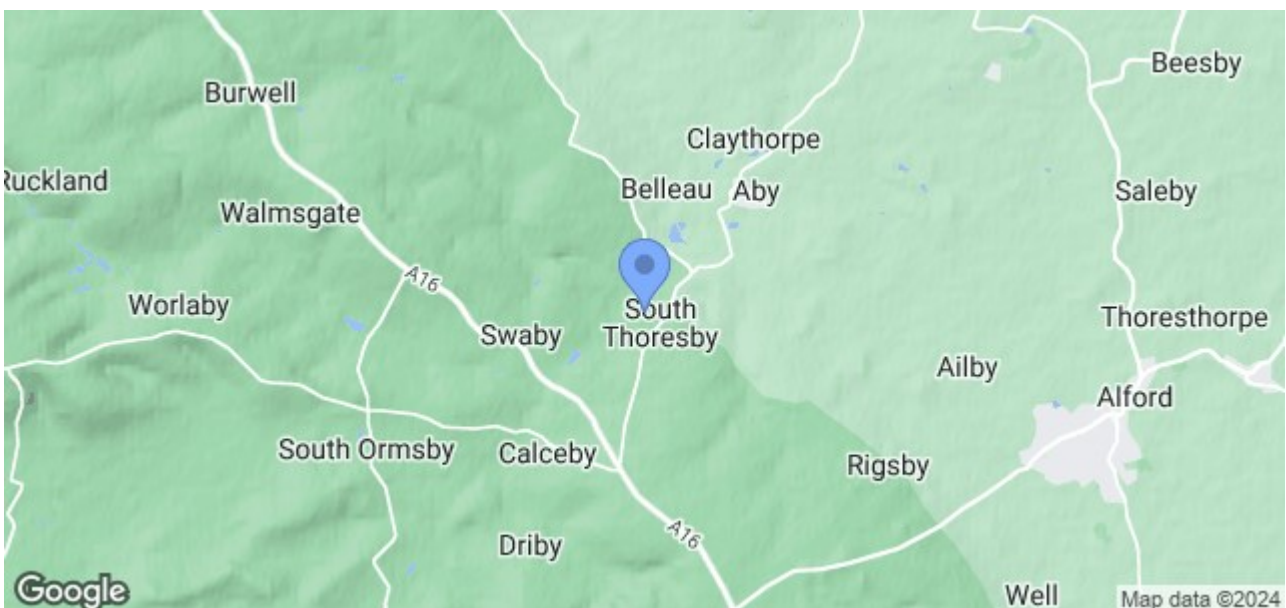 Beesby
Burwell
Claythorpe
Ruckland
Belleau
Aby
Saleby
Walmsgate
A16
Worlaby
South
Thoresby
Thoresthorpe
Swaby
Ailby
Alford
South Ormsby
Calceby
Rigsby
A16
Driby
Well
Google
Map data ©2024